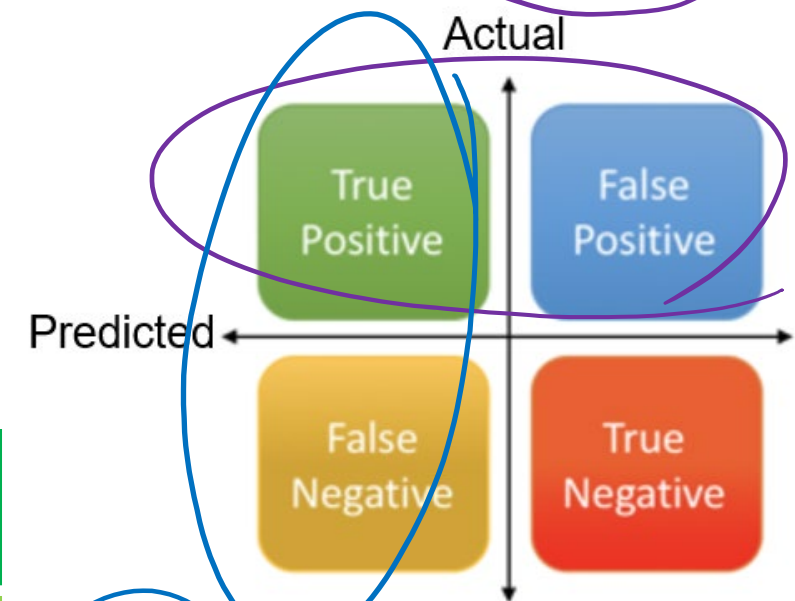 Actual
True
Positive
False
Positive
Predicted
False
Negative
True
Negative